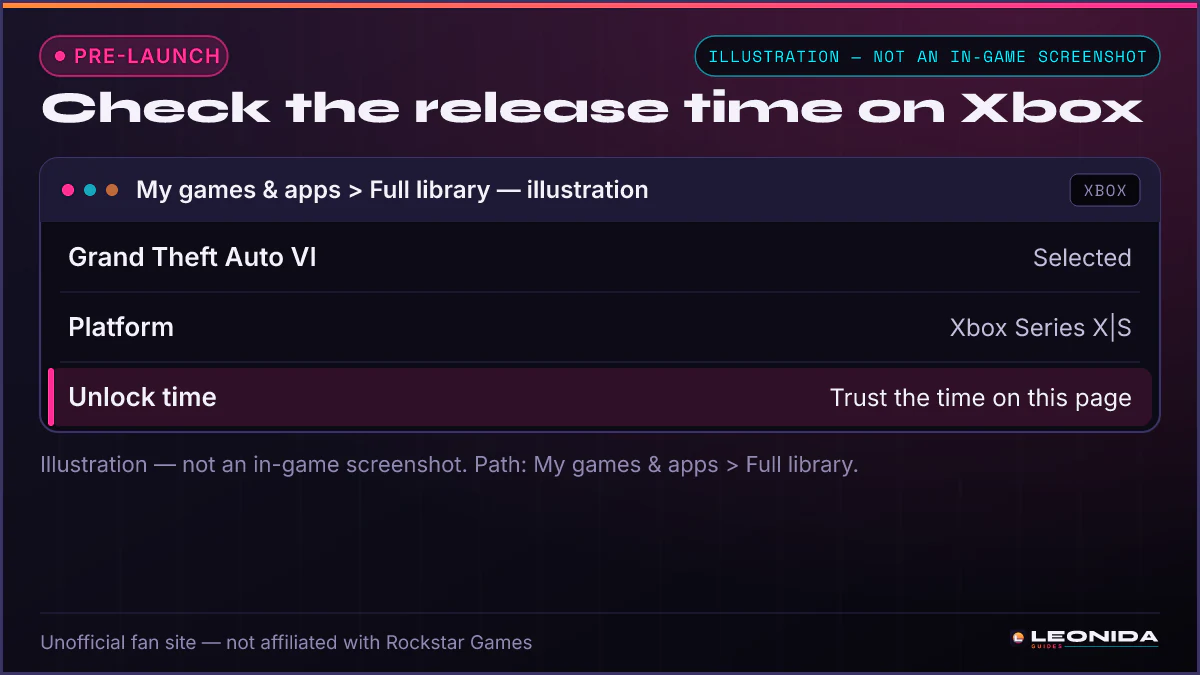 PRE-LAUNCH
ILLUSTRATION — NOT AN IN-GAME SCREENSHOT
Check the release time on Xbox
My games & apps > Full library — illustration
XBOX
Grand Theft Auto VI
Selected
Platform
Xbox Series X|S
Unlock time
Trust the time on this page
Illustration — not an in-game screenshot. Path: My games & apps > Full library.
Unofficial fan site — not affiliated with Rockstar Games
LEONIDA
GUIDES